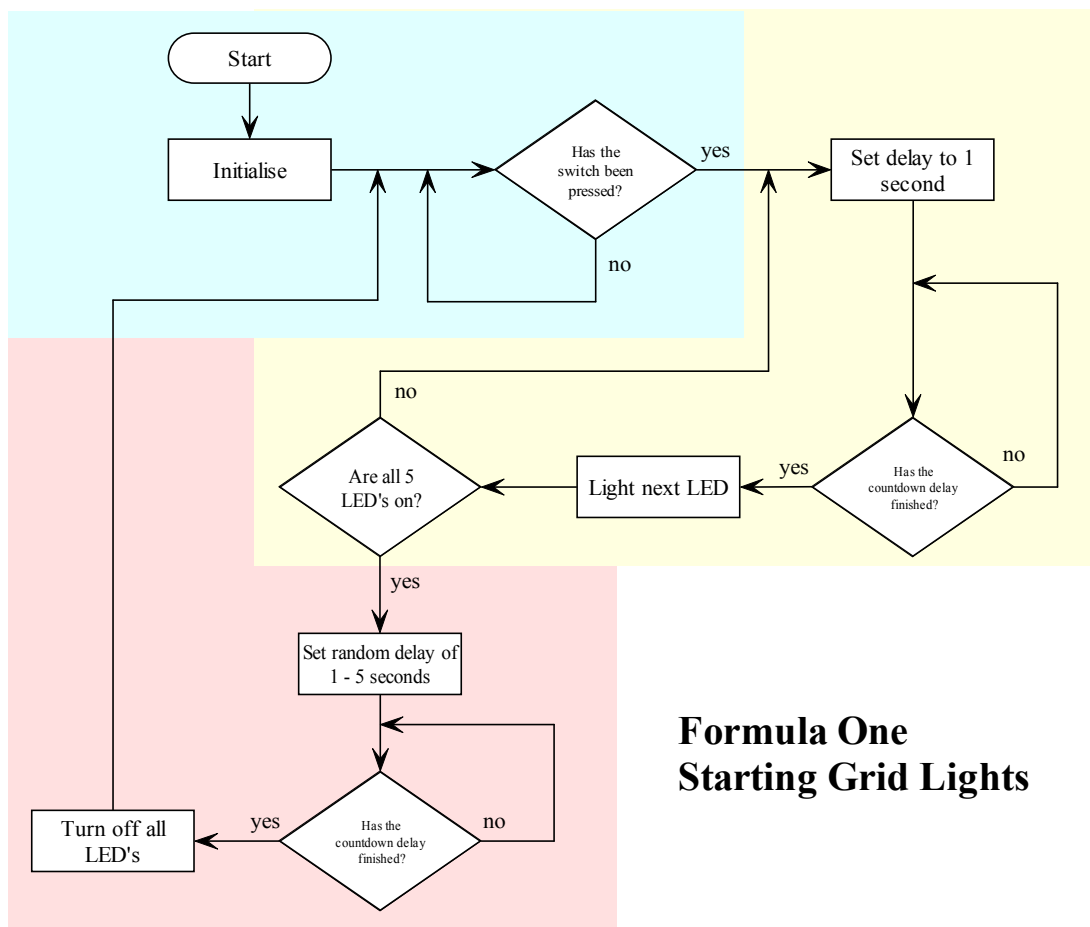 Start
Initialise
Has the
switch been
pressed?
yes
no
Set delay to 1
second
Has the
countdown delay
finished?
no
yes
Light next LED
Are all 5
LED's on?
no
yes
Set random delay of
1 - 5 seconds
Has the
countdown delay
finished?
no
yes
Turn off all
LED's
Formula One
Starting Grid Lights